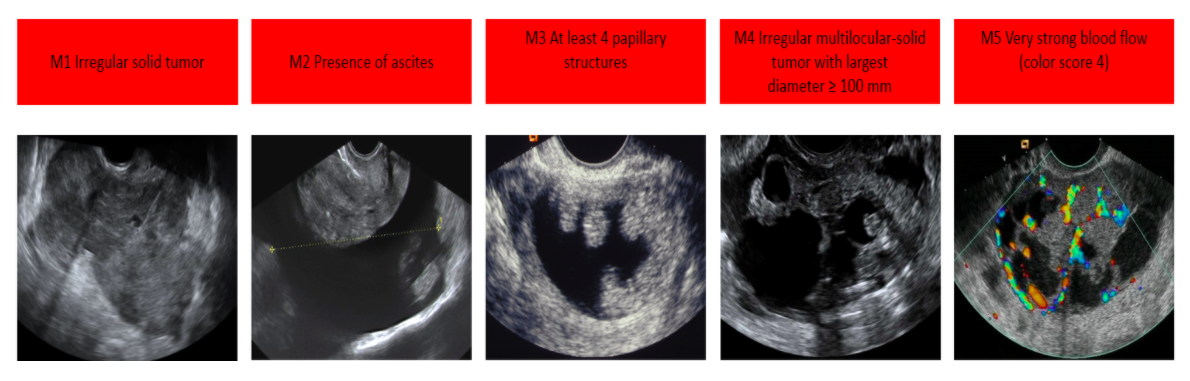 M1 Irregular solid tumor
M2 Presence of ascites
M3 At least 4 papillary
structures
M4 Irregular multilocular-solid
tumor with largest
diameter ≥ 100 mm
M5 Very strong blood flow
(color score 4)